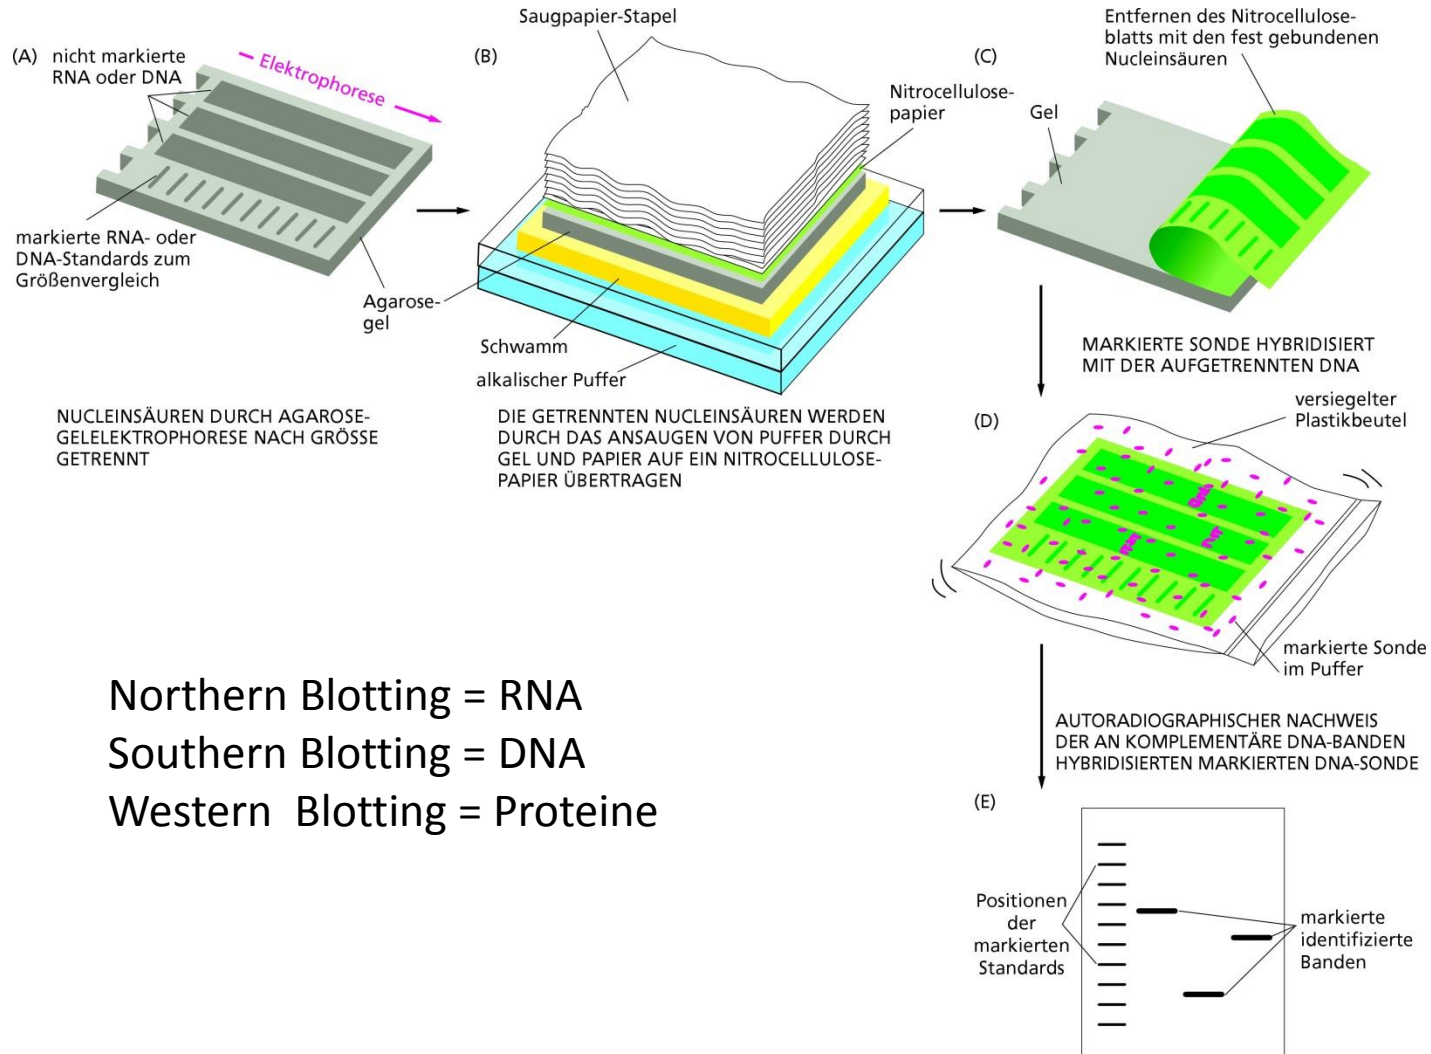 (A)
nicht markierte
RNA oder DNA
Elektrophorese
markierte RNA- oder
DNA-Standards zum
Größenvergleich
Agarose-
gel
NUCLEINSÄUREN DURCH AGAROSE-
GELELEKTROPHORESE NACH GRÖSSE
GETRENNT
(B)
Saugpapier-Stapel
Nitrocellulose-
papier
Schwamm
alkalischer Puffer
DIE GETRENNTEN NUCLEINSÄUREN WERDEN
DURCH DAS ANSAUGEN VON PUFFER DURCH
GEL UND PAPIER AUF EIN NITROCELLULOSE-
PAPIER ÜBERTRAGEN
(C)
Entfernen des Nitrocellulose-
blatts mit den fest gebundenen
Nucleinsäuren
Gel
MARKIERTE SONDE HYBRIDISIERT
MIT DER AUFGETRENNTEN DNA
(D)
versiegelter
Plastikbeutel
markierte Sonde
im Puffer
AUTORADIOGRAPHISCHER NACHWEIS
DER AN KOMPLEMENTÄRE DNA-BANDEN
HYBRIDISIERTEN MARKIERTEN DNA-SONDE
(E)
Positionen
der
markierten
Standards
markierte
identifizierte
Banden
Northern Blotting = RNA
Southern Blotting = DNA
Western  Blotting = Proteine